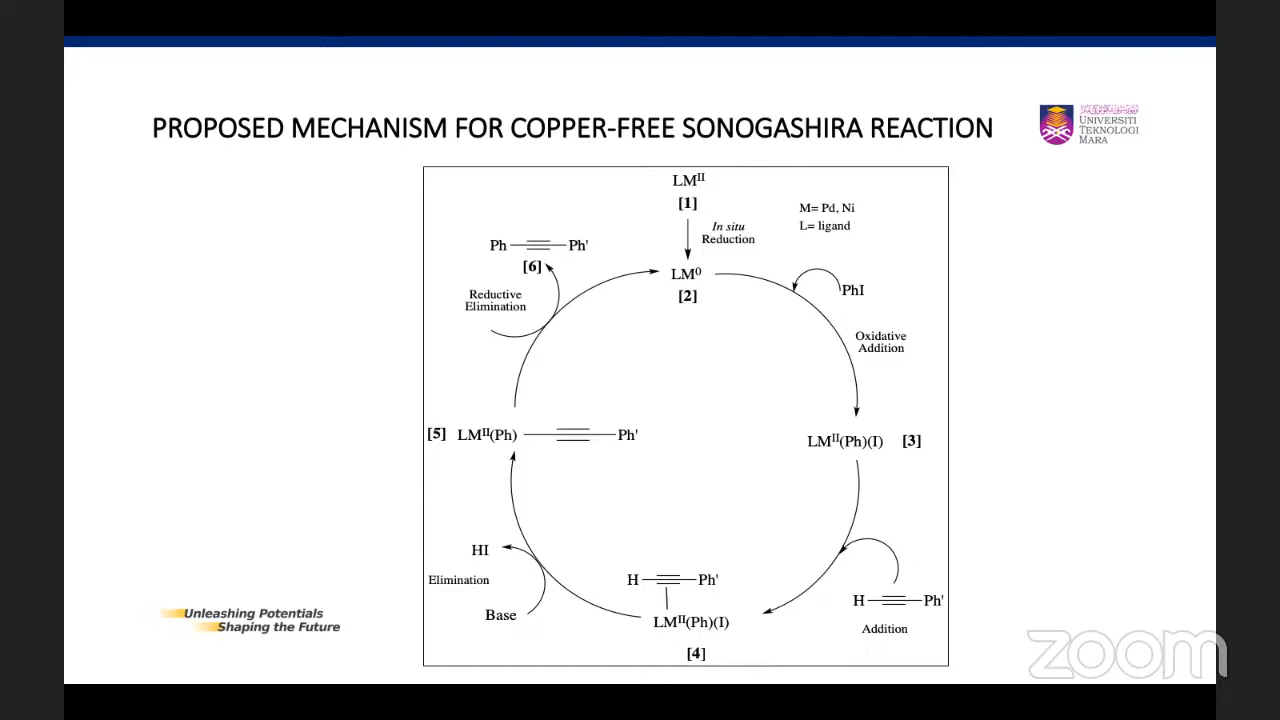 PROPOSED MECHANISM FOR COPPER-FREE SONOGASHIRA REACTION
UNIVERSITI
TEKNOLOGI
MARA
LMᴵᴵ
[1]
In situ
Reduction
M= Pd, Ni
L= ligand
Ph
Ph'
[6]
LM⁰
[2]
PhI
Reductive
Elimination
Oxidative
Addition
[5] LMᴵᴵ(Ph)
Ph'
LMᴵᴵ(Ph)(I) [3]
HI
Elimination
Base
H
Ph'
LMᴵᴵ(Ph)(I)
[4]
H
Ph'
Addition
Unleashing Potentials
Shaping the Future
zoom